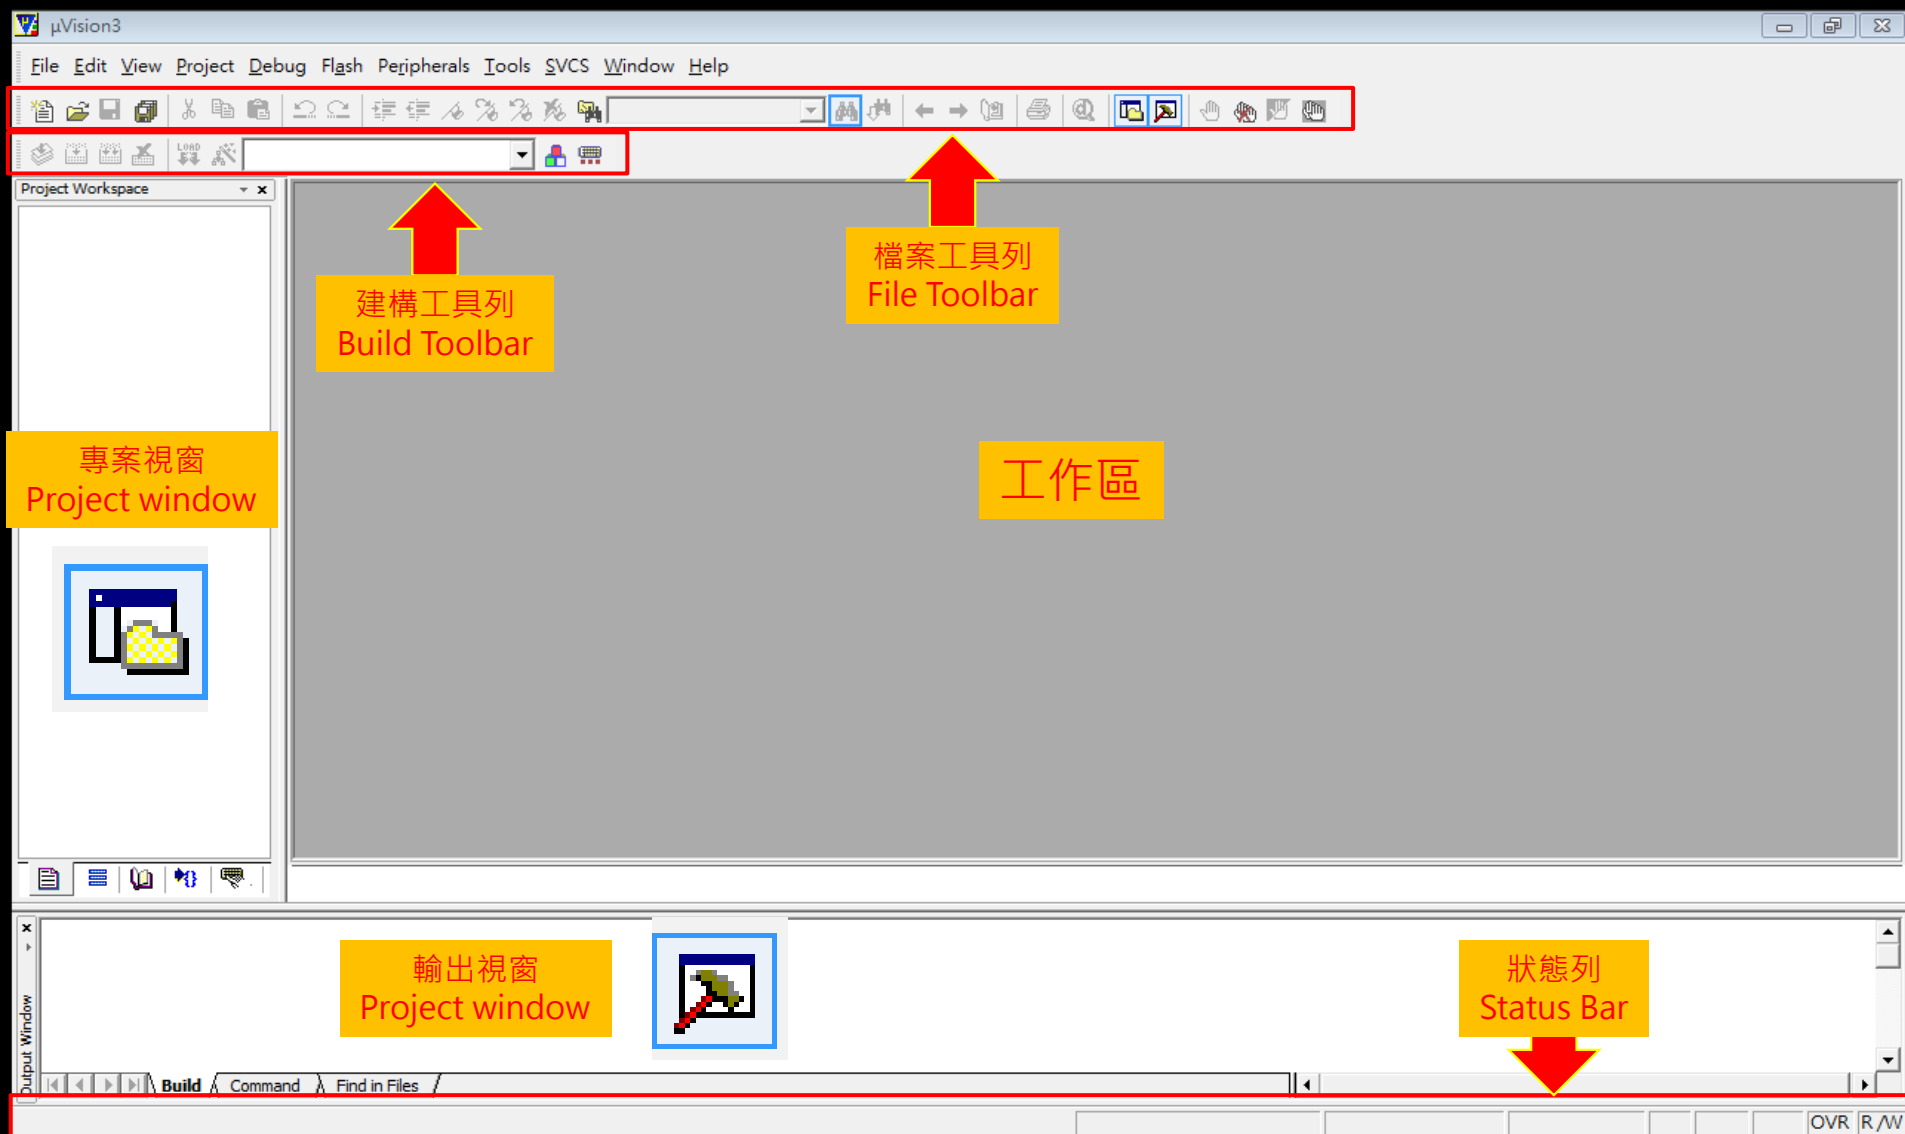 µVision3
File Edit View Project Debug Flash Peripherals Tools SVCS Window Help
LOAD
Project Workspace
檔案工具列
File Toolbar
建構工具列
Build Toolbar
專案視窗
Project window
工作區
輸出視窗
Project window
狀態列
Status Bar
Output Window
Build Command Find in Files
OVR R/W